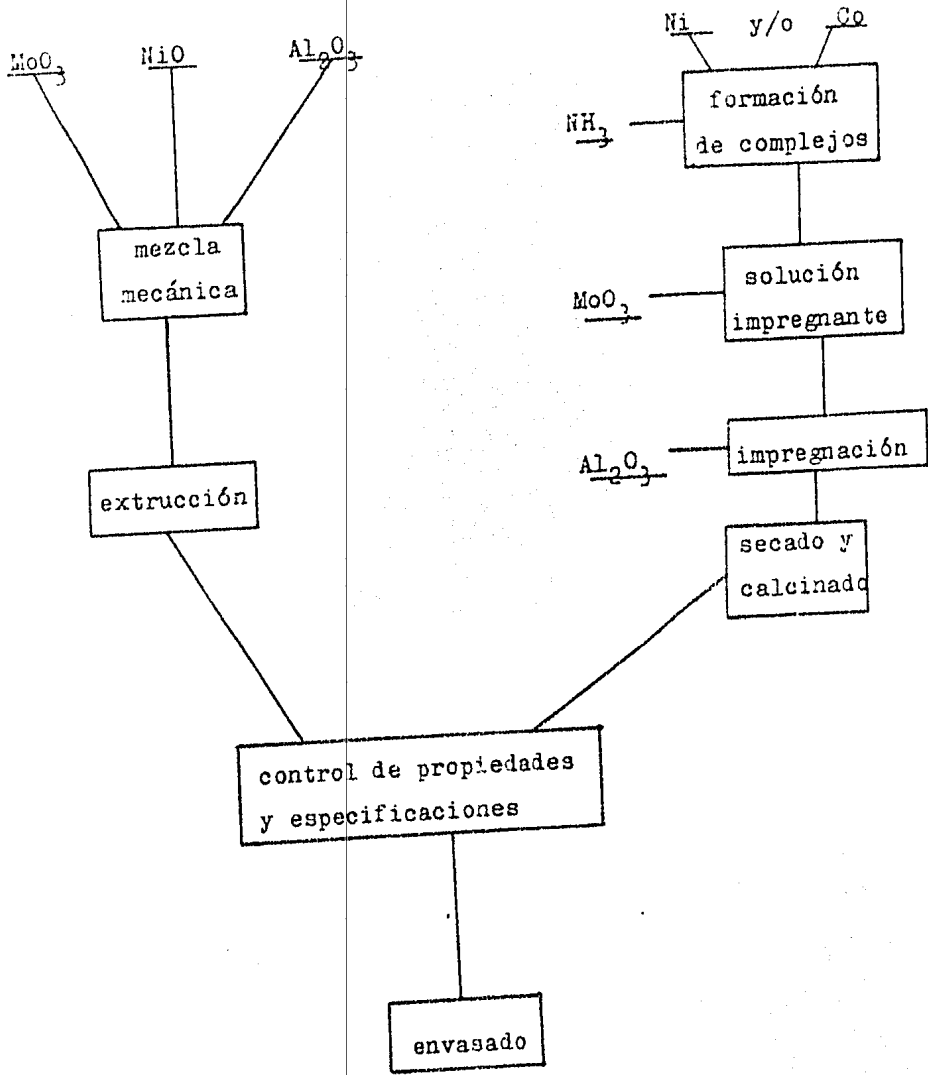 Ni y/o Co
MoO₃ NiO Al₂O₃
formación
de complejos
NH₃
mezcla
mecánica
solución
impregnante
MoO₃
extrucción
impregnación
Al₂O₃
secado y
calcinado
control de propiedades
y especificaciones
envasado